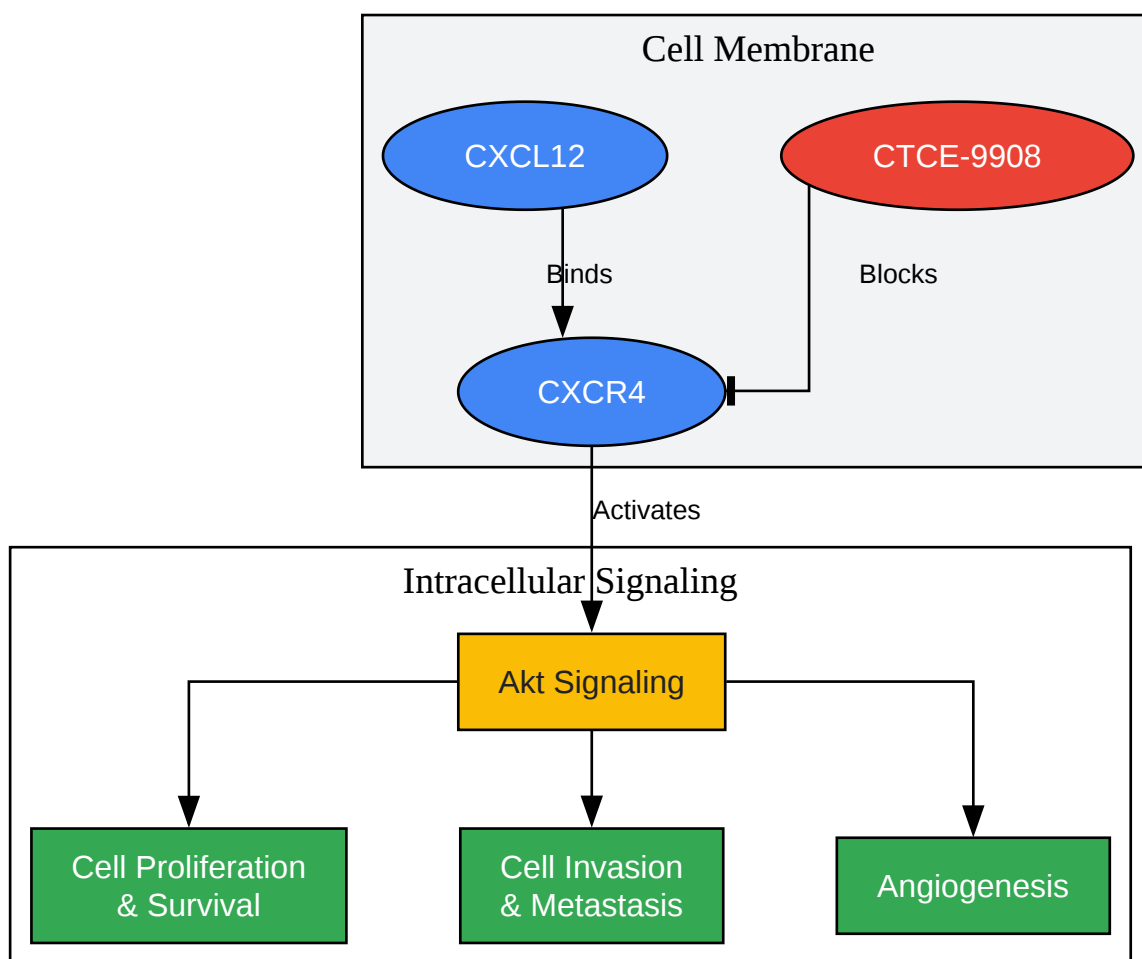 Cell Membrane
CXCL12
CTCE-9908
Binds
Blocks
CXCR4
Activates
Intracellular Signaling
Akt Signaling
Cell Proliferation
& Survival
Cell Invasion
& Metastasis
Angiogenesis